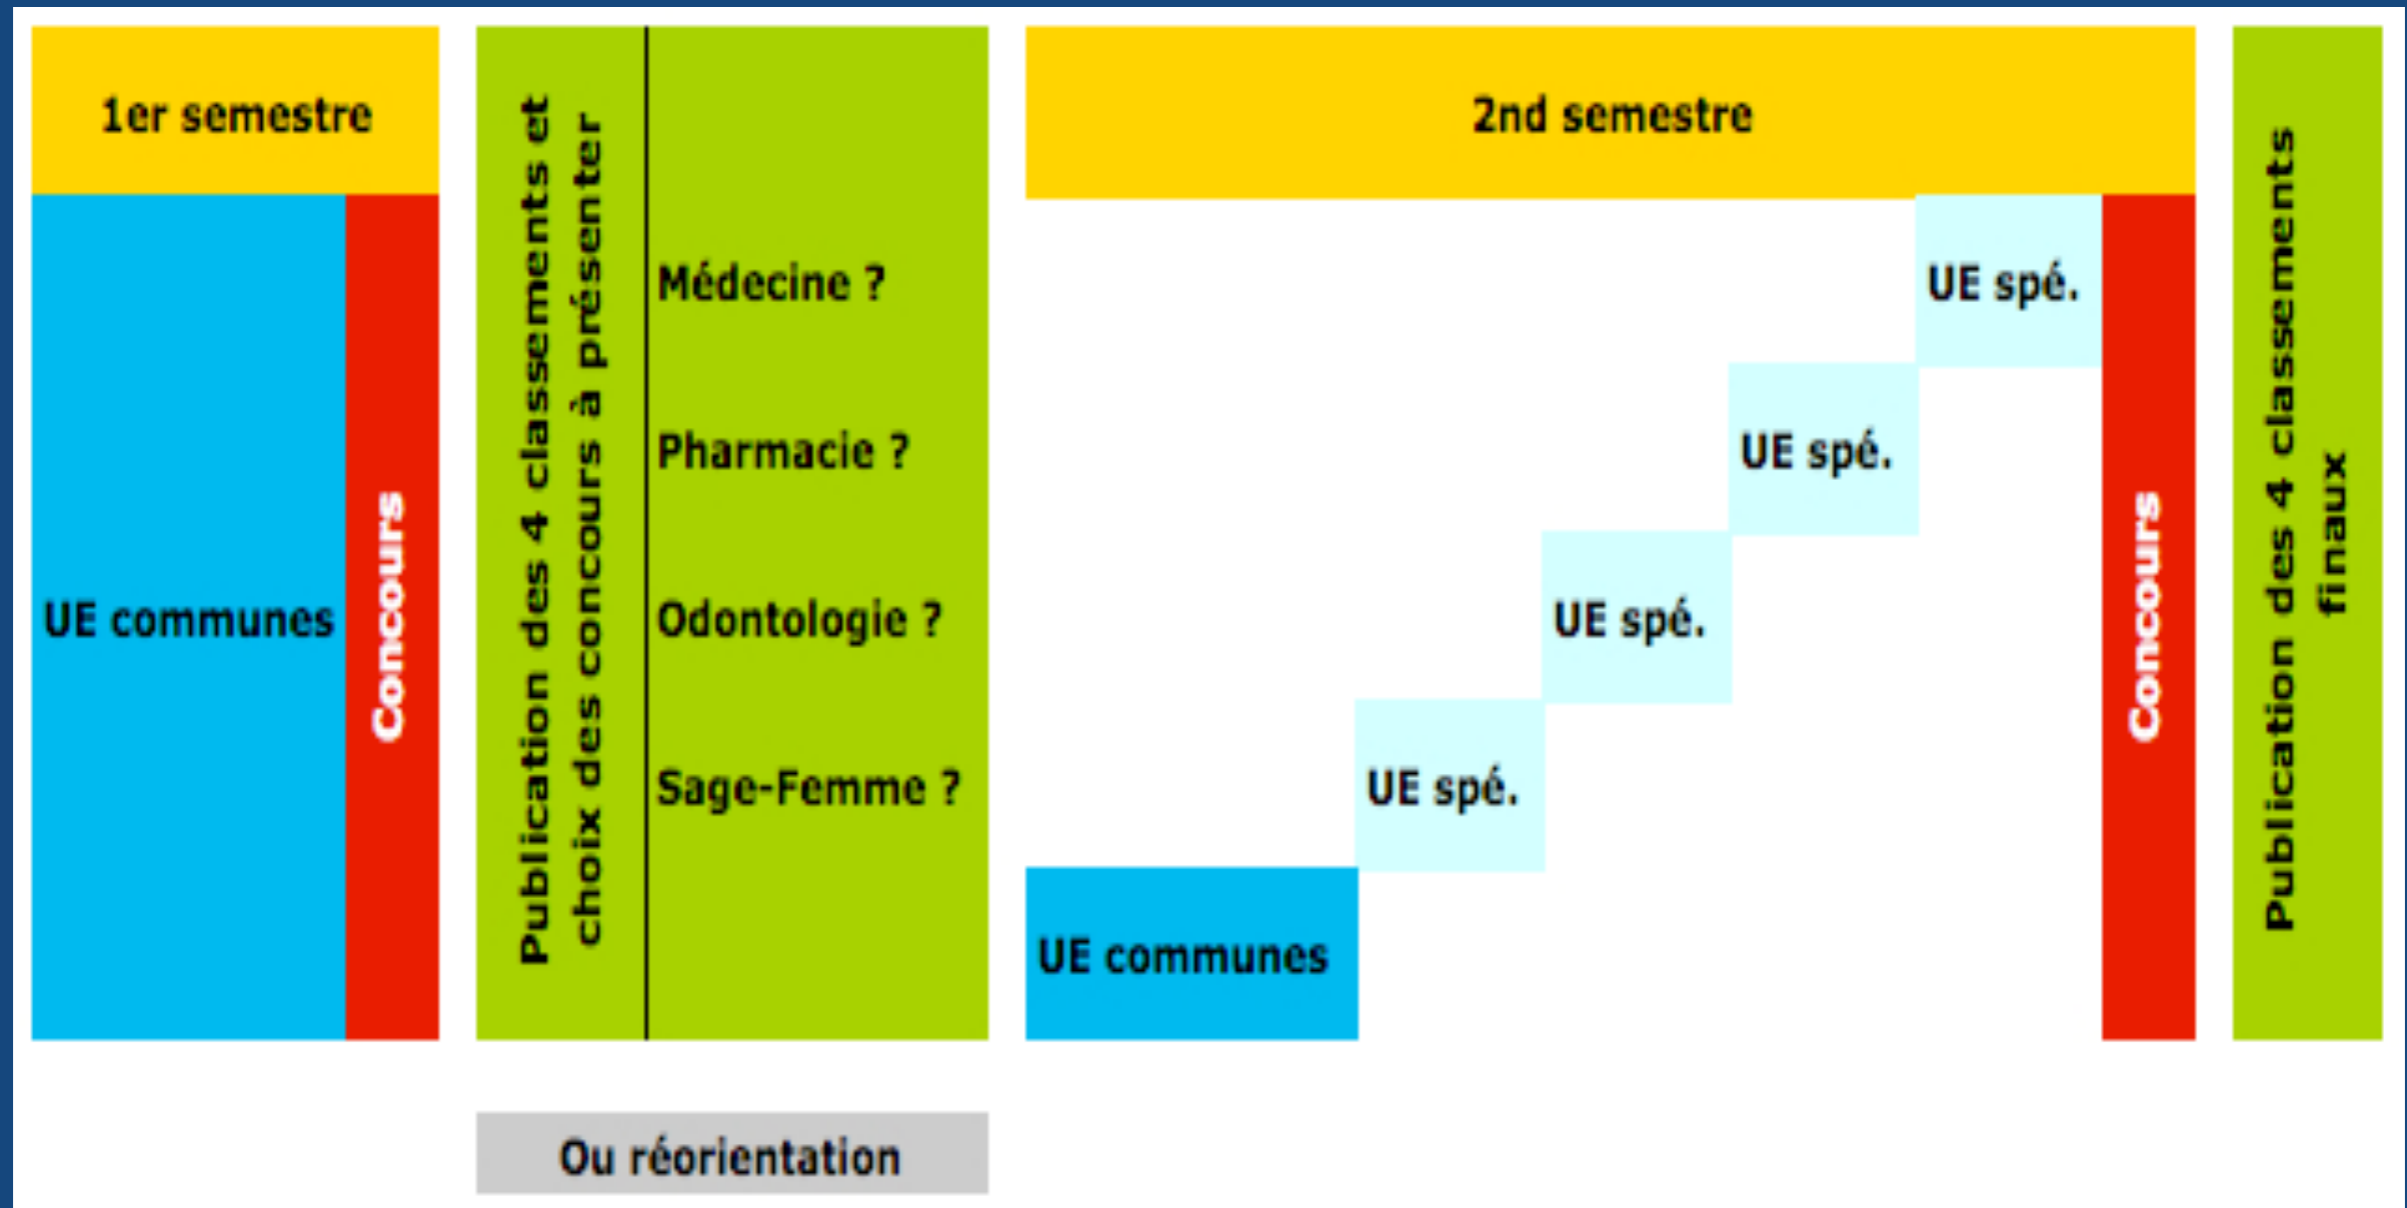 1er semestre
UE communes
Concours
Publication des 4 classements et
choix des concours à présenter
Médecine ?
Pharmacie ?
Odontologie ?
Sage-Femme ?
Ou réorientation
2nd semestre
UE spé.
UE spé.
UE spé.
UE spé.
UE communes
Concours
Publication des 4 classements
finaux